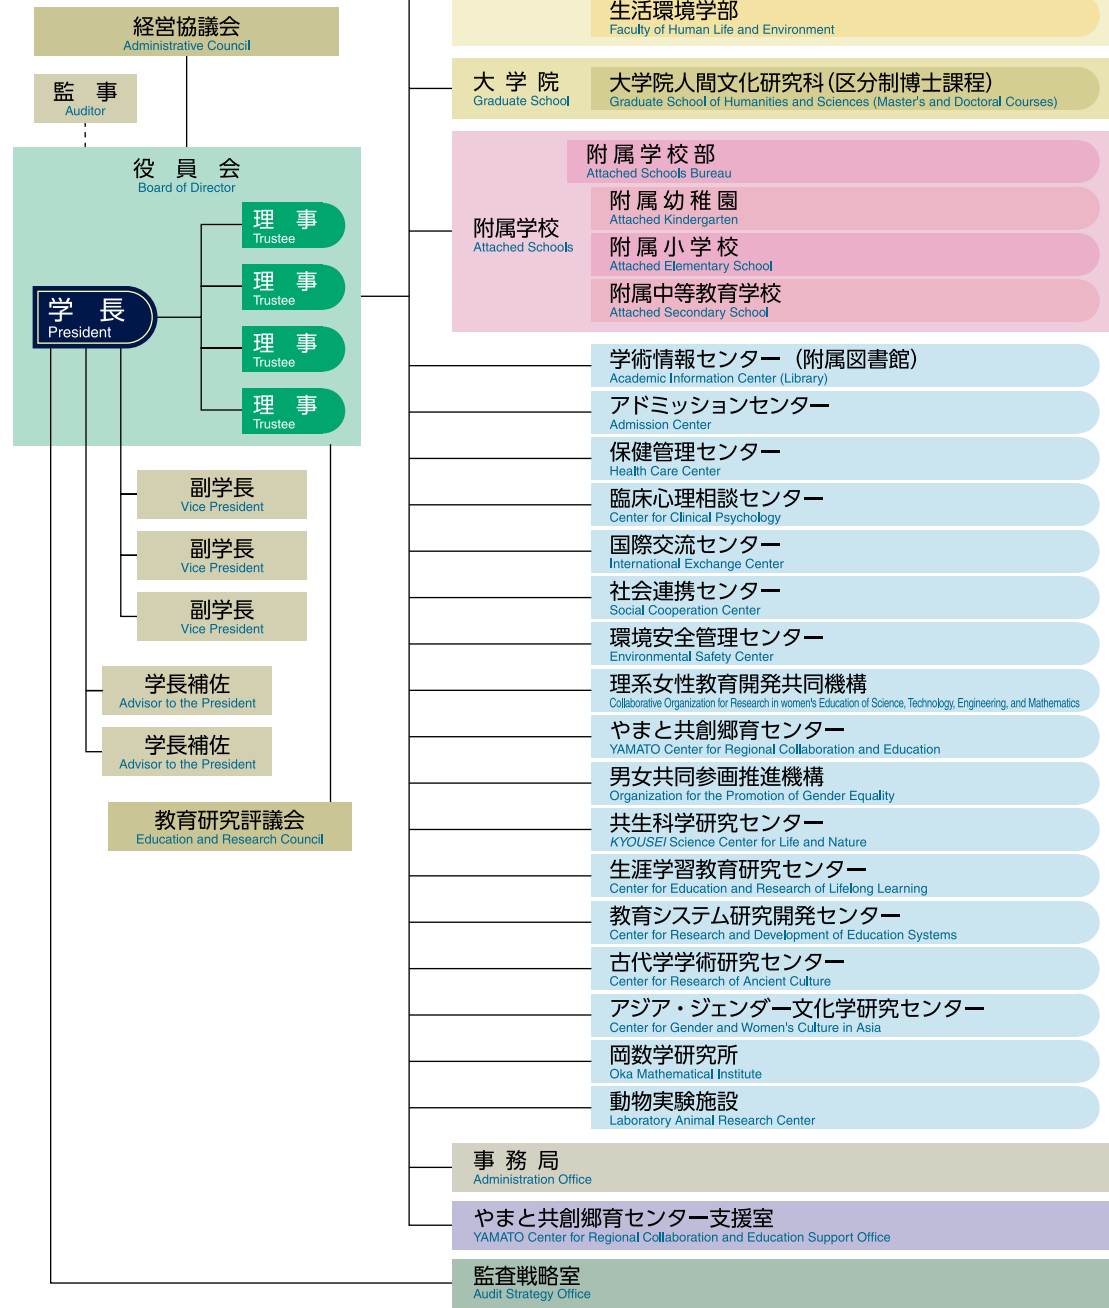 経営協議会
Administrative Council
監事
Auditor
役員会
Board of Director
理事
Trustee
理事
Trustee
理事
Trustee
理事
Trustee
学長
President
副学長
Vice President
副学長
Vice President
副学長
Vice President
学長補佐
Advisor to the President
学長補佐
Advisor to the President
教育研究評議会
Education and Research Council
生活環境学部
Faculty of Human Life and Environment
大学院
Graduate School
大学院人間文化研究科(区分制博士課程)
Graduate School of Humanities and Sciences (Master's and Doctoral Courses)
附属学校
Attached Schools
附属学校部
Attached Schools Bureau
附属幼稚園
Attached Kindergarten
附属小学校
Attached Elementary School
附属中等教育学校
Attached Secondary School
学術情報センター（附属図書館）
Academic Information Center (Library)
アドミッションセンター
Admission Center
保健管理センター
Health Care Center
臨床心理相談センター
Center for Clinical Psychology
国際交流センター
International Exchange Center
社会連携センター
Social Cooperation Center
環境安全管理センター
Environmental Safety Center
理系女性教育開発共同機構
Collaborative Organization for Research in women's Education of Science, Technology, Engineering, and Mathematics
やまと共創郷育センター
YAMATO Center for Regional Collaboration and Education
男女共同参画推進機構
Organization for the Promotion of Gender Equality
共生科学研究センター
KYOUSEI Science Center for Life and Nature
生涯学習教育研究センター
Center for Education and Research of Lifelong Learning
教育システム研究開発センター
Center for Research and Development of Education Systems
古代学学術研究センター
Center for Research of Ancient Culture
アジア・ジェンダー文化学研究センター
Center for Gender and Women's Culture in Asia
岡数学研究所
Oka Mathematical Institute
動物実験施設
Laboratory Animal Research Center
事務局
Administration Office
やまと共創郷育センター支援室
YAMATO Center for Regional Collaboration and Education Support Office
監査戦略室
Audit Strategy Office